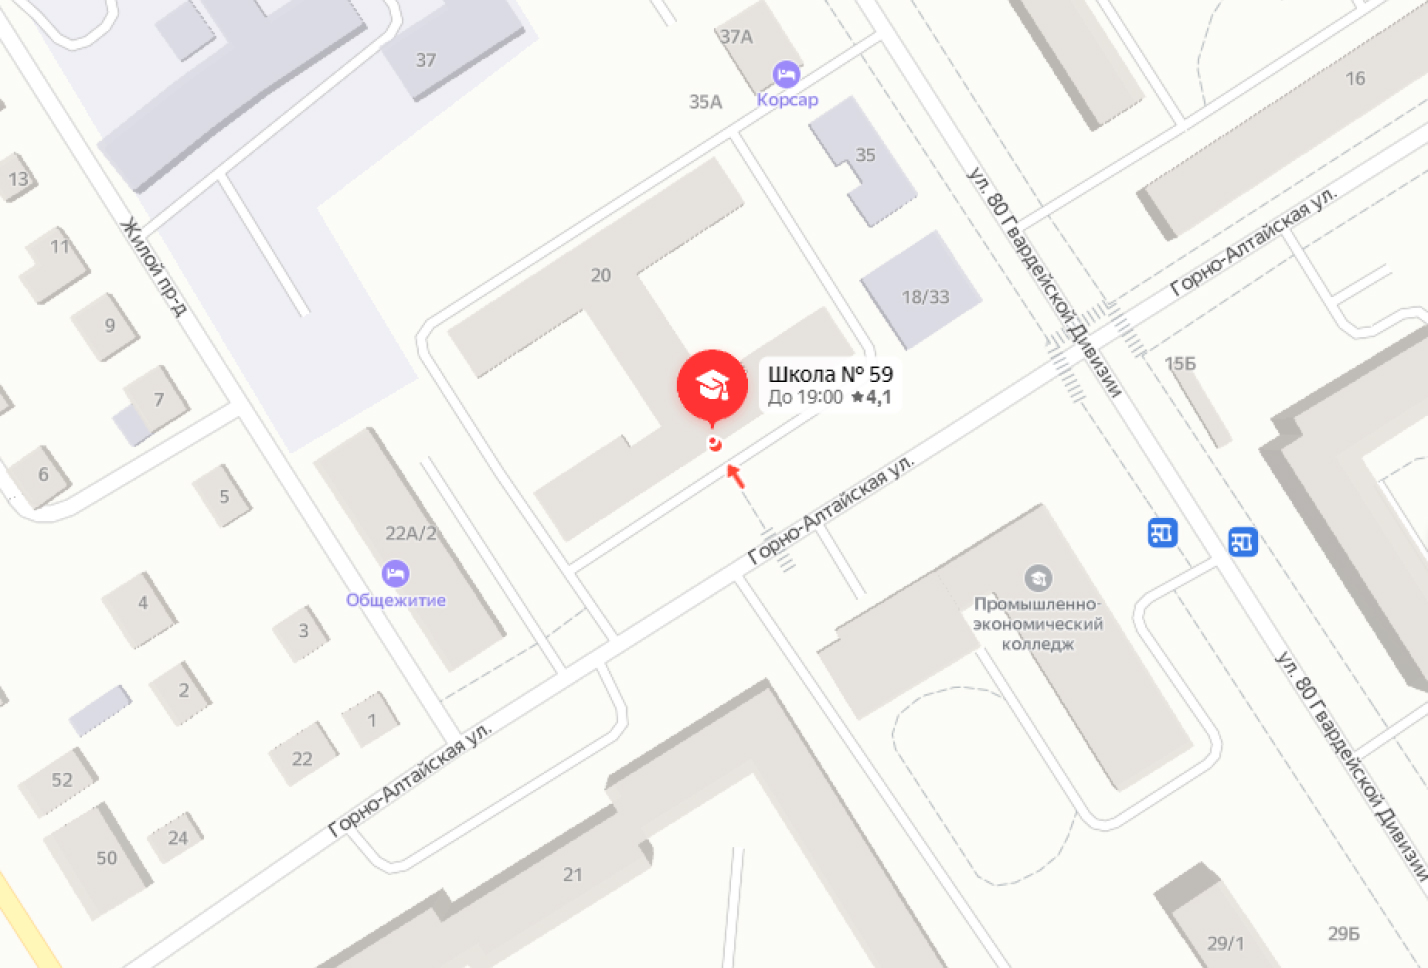 37А
37
16
Корсар
35А
35
13
ул. 80 Гвардейской Дивизии
Горно-Алтайская ул.
11
Жилой пр-д
20
18/33
9
15Б
Школа № 59
До 19:00 ★4,1
7
6
5
22А/2
Горно-Алтайская ул.
Общежитие
4
3
Промышленно-
экономический
колледж
2
1
22
ул. 80 Гвардейской Дивизии
52
Горно-Алтайская ул.
24
50
21
29Б
29/1